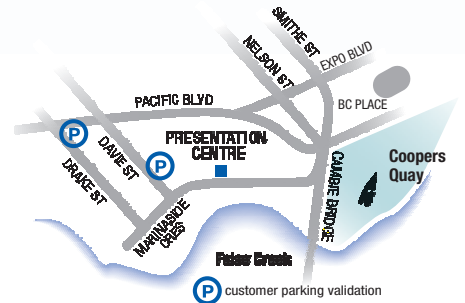 SMITHE ST
NELSON ST
EXPO BLVD
PACIFIC BLVD
BC PLACE
P
DAVIE ST
P
PRESENTATION
CENTRE
DRAKE ST
CAMBIE BRIDGE
Coopers
Quay
MARINASIDE
CRES
False Creek
P customer parking validation